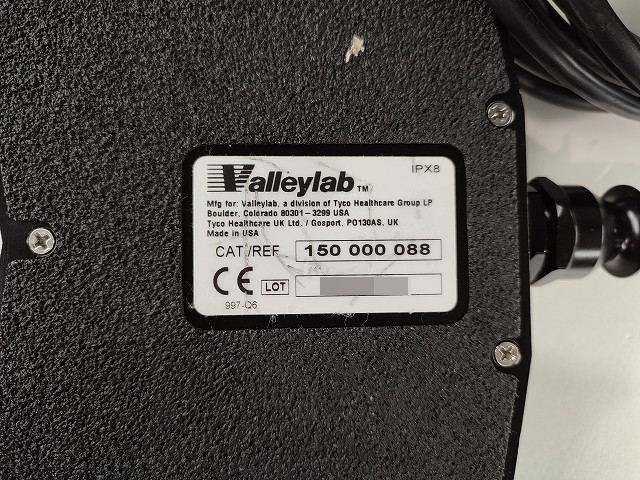 Valleylab™
IPX8
Mfg for: Valleylab, a division of Tyco Healthcare Group LP
Boulder, Colorado 80301-3299 USA
Tyco Healthcare UK Ltd. / Gosport, PO130AS, UK
Made in USA
CAT./REF 150 000 088
CE LOT
997-Q6